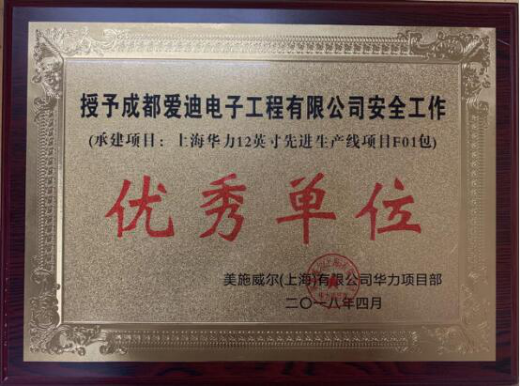 授予成都爱迪电子工程有限公司安全工作
(承建项目：上海华力12英寸先进生产线项目F01包)
优秀单位
美施威尔(上海)有限公司华力项目部
二〇一八年四月